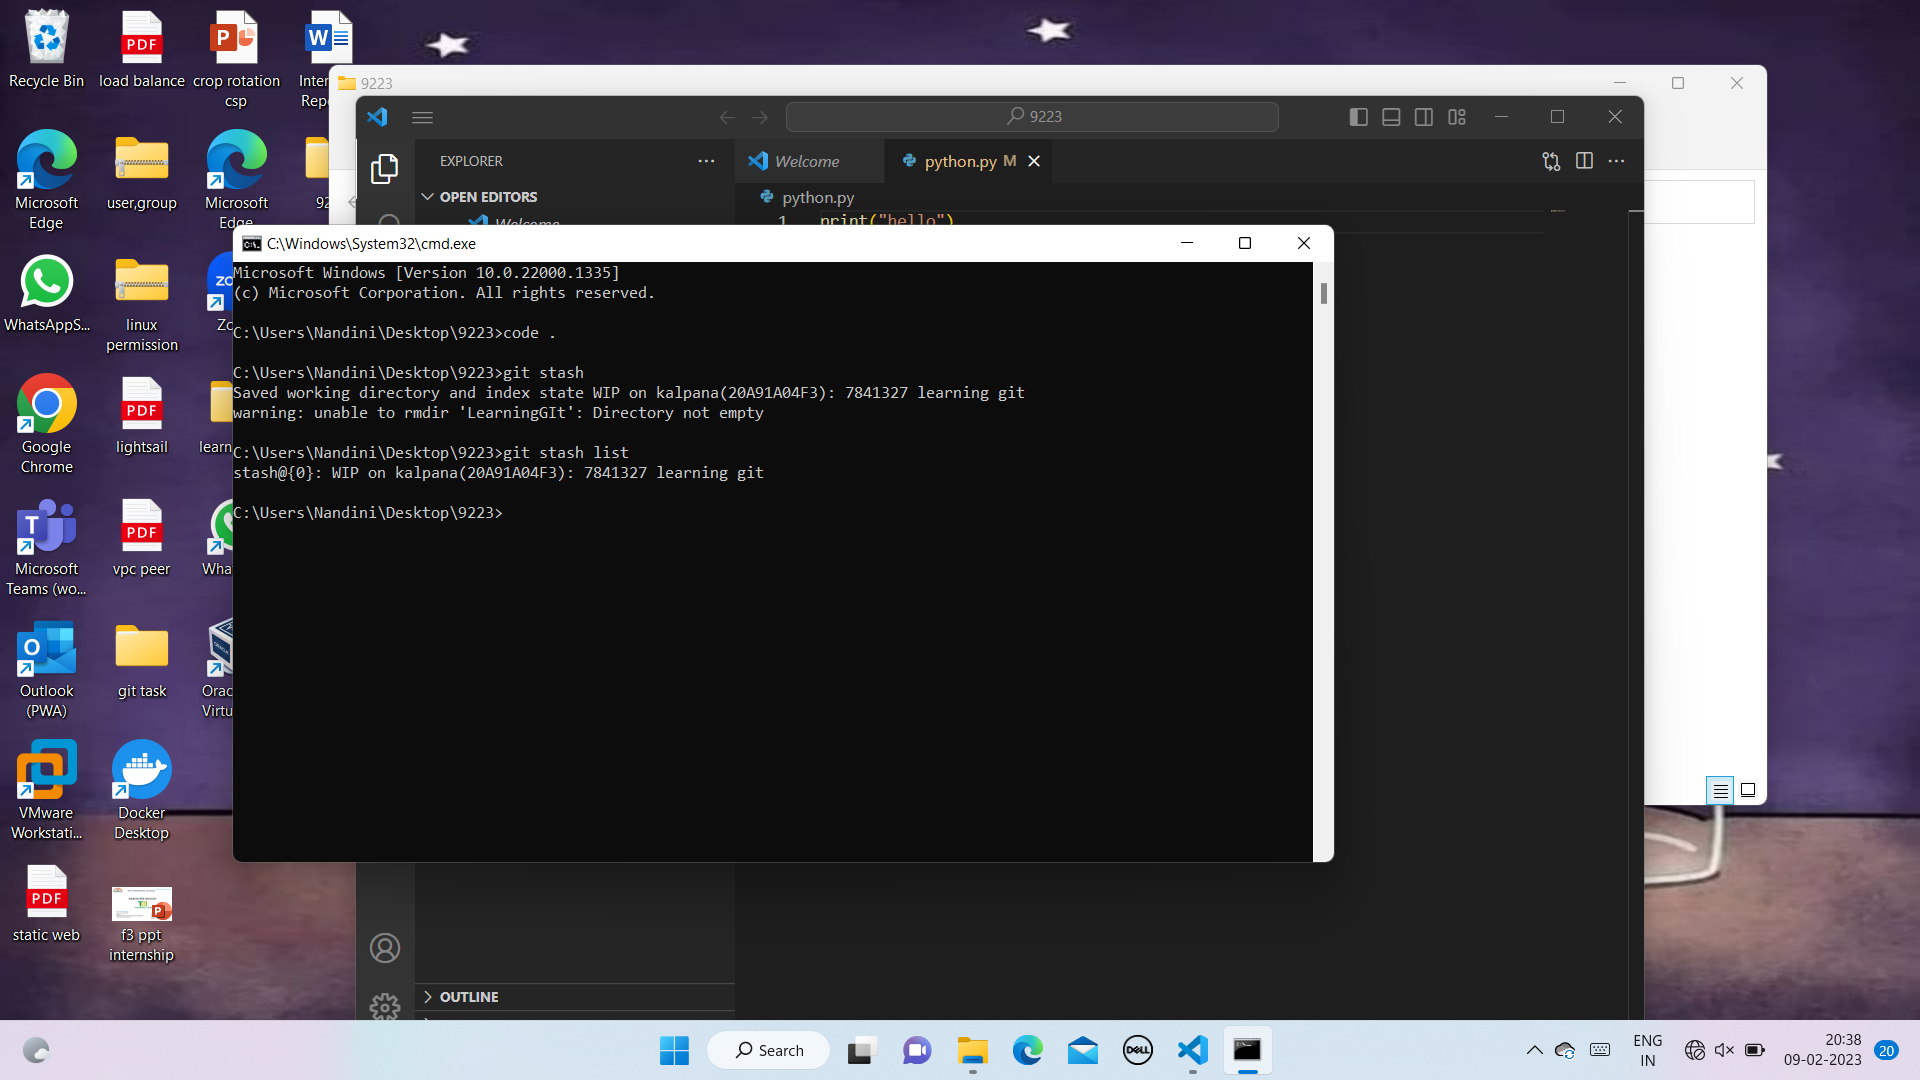 Recycle Bin
load balance
crop rotation
csp
Inter
Rep
Microsoft
Edge
user,group
Microsoft
Edge
92
WhatsAppS...
linux
permission
Zo
Google
Chrome
lightsail
learn
Microsoft
Teams (wo...
vpc peer
Wha
Outlook
(PWA)
git task
Orac
Virtu
VMware
Workstati...
Docker
Desktop
static web
f3 ppt
internship
9223
9223
EXPLORER
OPEN EDITORS
Welcome
Welcome
python.py M
python.py
1 print("hello")
C:\Windows\System32\cmd.exe
Microsoft Windows [Version 10.0.22000.1335]
(c) Microsoft Corporation. All rights reserved.
C:\Users\Nandini\Desktop\9223>code .
C:\Users\Nandini\Desktop\9223>git stash
Saved working directory and index state WIP on kalpana(20A91A04F3): 7841327 learning git
warning: unable to rmdir 'LearningGIt': Directory not empty
C:\Users\Nandini\Desktop\9223>git stash list
stash@{0}: WIP on kalpana(20A91A04F3): 7841327 learning git
C:\Users\Nandini\Desktop\9223>
OUTLINE
Search
ENG
IN
20:38
09-02-2023
20